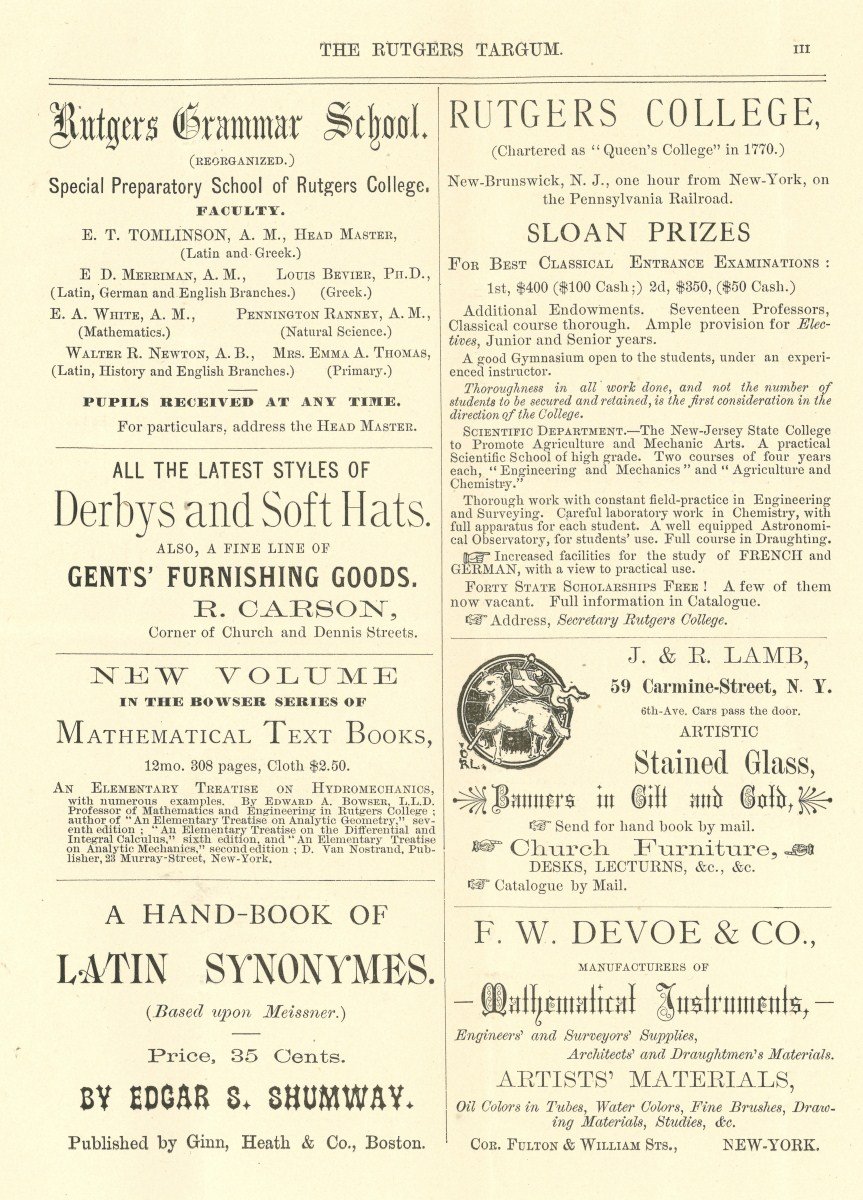 THE RUTGERS TARGUM.
III
Rutgers Grammar School.
(REORGANIZED.)
Special Preparatory School of Rutgers College.
FACULTY.
E. T. TOMLINSON, A. M., HEAD MASTER,
(Latin and Greek.)
E D. MERRIMAN, A. M., LOUIS BEVIER, PH.D.,
(Latin, German and English Branches.) (Greek.)
E. A. WHITE, A. M., PENNINGTON RANNEY, A. M.,
(Mathematics.) (Natural Science.)
WALTER R. NEWTON, A. B., MRS. EMMA A. THOMAS,
(Latin, History and English Branches.) (Primary.)
PUPILS RECEIVED AT ANY TIME.
For particulars, address the HEAD MASTER.
ALL THE LATEST STYLES OF
Derbys and Soft Hats.
ALSO, A FINE LINE OF
GENTS' FURNISHING GOODS.
R. CARSON,
Corner of Church and Dennis Streets.
NEW VOLUME
IN THE BOWSER SERIES OF
MATHEMATICAL TEXT BOOKS,
12mo. 308 pages, Cloth $2.50.
AN ELEMENTARY TREATISE ON HYDROMECHANICS,
with numerous examples. By EDWARD A. BOWSER, L.L.D.
Professor of Mathematics and Engineering in Rutgers College;
author of "An Elementary Treatise on Analytic Geometry," sev-
enth edition; "An Elementary Treatise on the Differential and
Integral Calculus," sixth edition, and "An Elementary Treatise
on Analytic Mechanics," second edition; D. Van Nostrand, Pub-
lisher, 23 Murray-Street, New-York.
A HAND-BOOK OF
LATIN SYNONYMES.
(Based upon Meissner.)
Price, 35 Cents.
BY EDGAR S. SHUMWAY.
Published by Ginn, Heath & Co., Boston.
RUTGERS COLLEGE,
(Chartered as "Queen's College" in 1770.)
New-Brunswick, N. J., one hour from New-York, on
the Pennsylvania Railroad.
SLOAN PRIZES
FOR BEST CLASSICAL ENTRANCE EXAMINATIONS:
1st, $400 ($100 Cash;) 2d, $350, ($50 Cash.)
Additional Endowments. Seventeen Professors,
Classical course thorough. Ample provision for Elec-
tives, Junior and Senior years.
A good Gymnasium open to the students, under an experi-
enced instructor.
Thoroughness in all work done, and not the number of
students to be secured and retained, is the first consideration in the
direction of the College.
SCIENTIFIC DEPARTMENT.—The New-Jersey State College
to Promote Agriculture and Mechanic Arts. A practical
Scientific School of high grade. Two courses of four years
each, "Engineering and Mechanics" and "Agriculture and
Chemistry."
Thorough work with constant field-practice in Engineering
and Surveying. Careful laboratory work in Chemistry, with
full apparatus for each student. A well equipped Astronomi-
cal Observatory, for students' use. Full course in Draughting.
☞ Increased facilities for the study of FRENCH and
GERMAN, with a view to practical use.
FORTY STATE SCHOLARSHIPS FREE! A few of them
now vacant. Full information in Catalogue.
☞ Address, Secretary Rutgers College.
J. & R. LAMB,
59 Carmine-Street, N. Y.
6th-Ave. Cars pass the door.
ARTISTIC
Stained Glass,
Banners in Gilt and Gold,
☞ Send for hand book by mail.
☞ Church Furniture, ☜
DESKS, LECTURNS, &c., &c.
☞ Catalogue by Mail.
F. W. DEVOE & CO.,
MANUFACTURERS OF
— Mathematical Instruments, —
Engineers' and Surveyors' Supplies,
Architects' and Draughtmen's Materials.
ARTISTS' MATERIALS,
Oil Colors in Tubes, Water Colors, Fine Brushes, Draw-
ing Materials, Studies, &c.
COR. FULTON & WILLIAM STS., NEW-YORK.